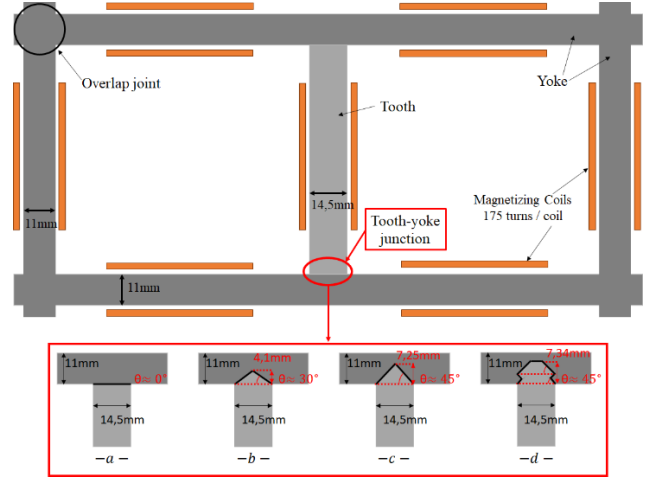 Overlap joint
Yoke
Tooth
11mm
14,5mm
Magnetizing Coils
175 turns / coil
Tooth-yoke
junction
11mm
11mm
θ≈ 0°
14,5mm
−a −
11mm
4,1mm
θ≈ 30°
14,5mm
−b −
11mm
7,25mm
θ≈ 45°
14,5mm
−c −
11mm
7,34mm
θ≈ 45°
14,5mm
−d −